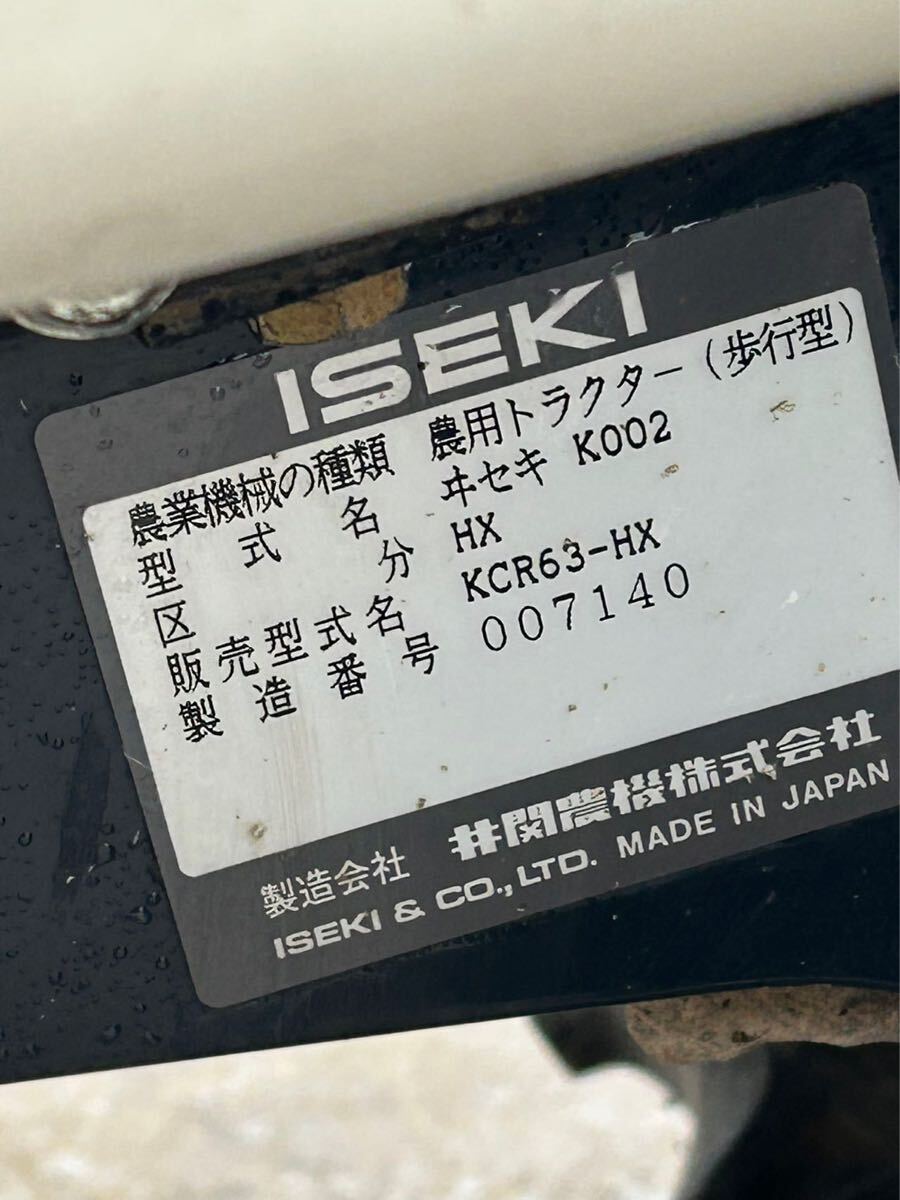 ISEKI
農業機械の種類 農用トラクター(歩行型)
型式名 ヰセキ K002
区分 HX
販売型式名 KCR63-HX
製造番号 007140
製造会社 井関農機株式会社
ISEKI & CO., LTD. MADE IN JAPAN